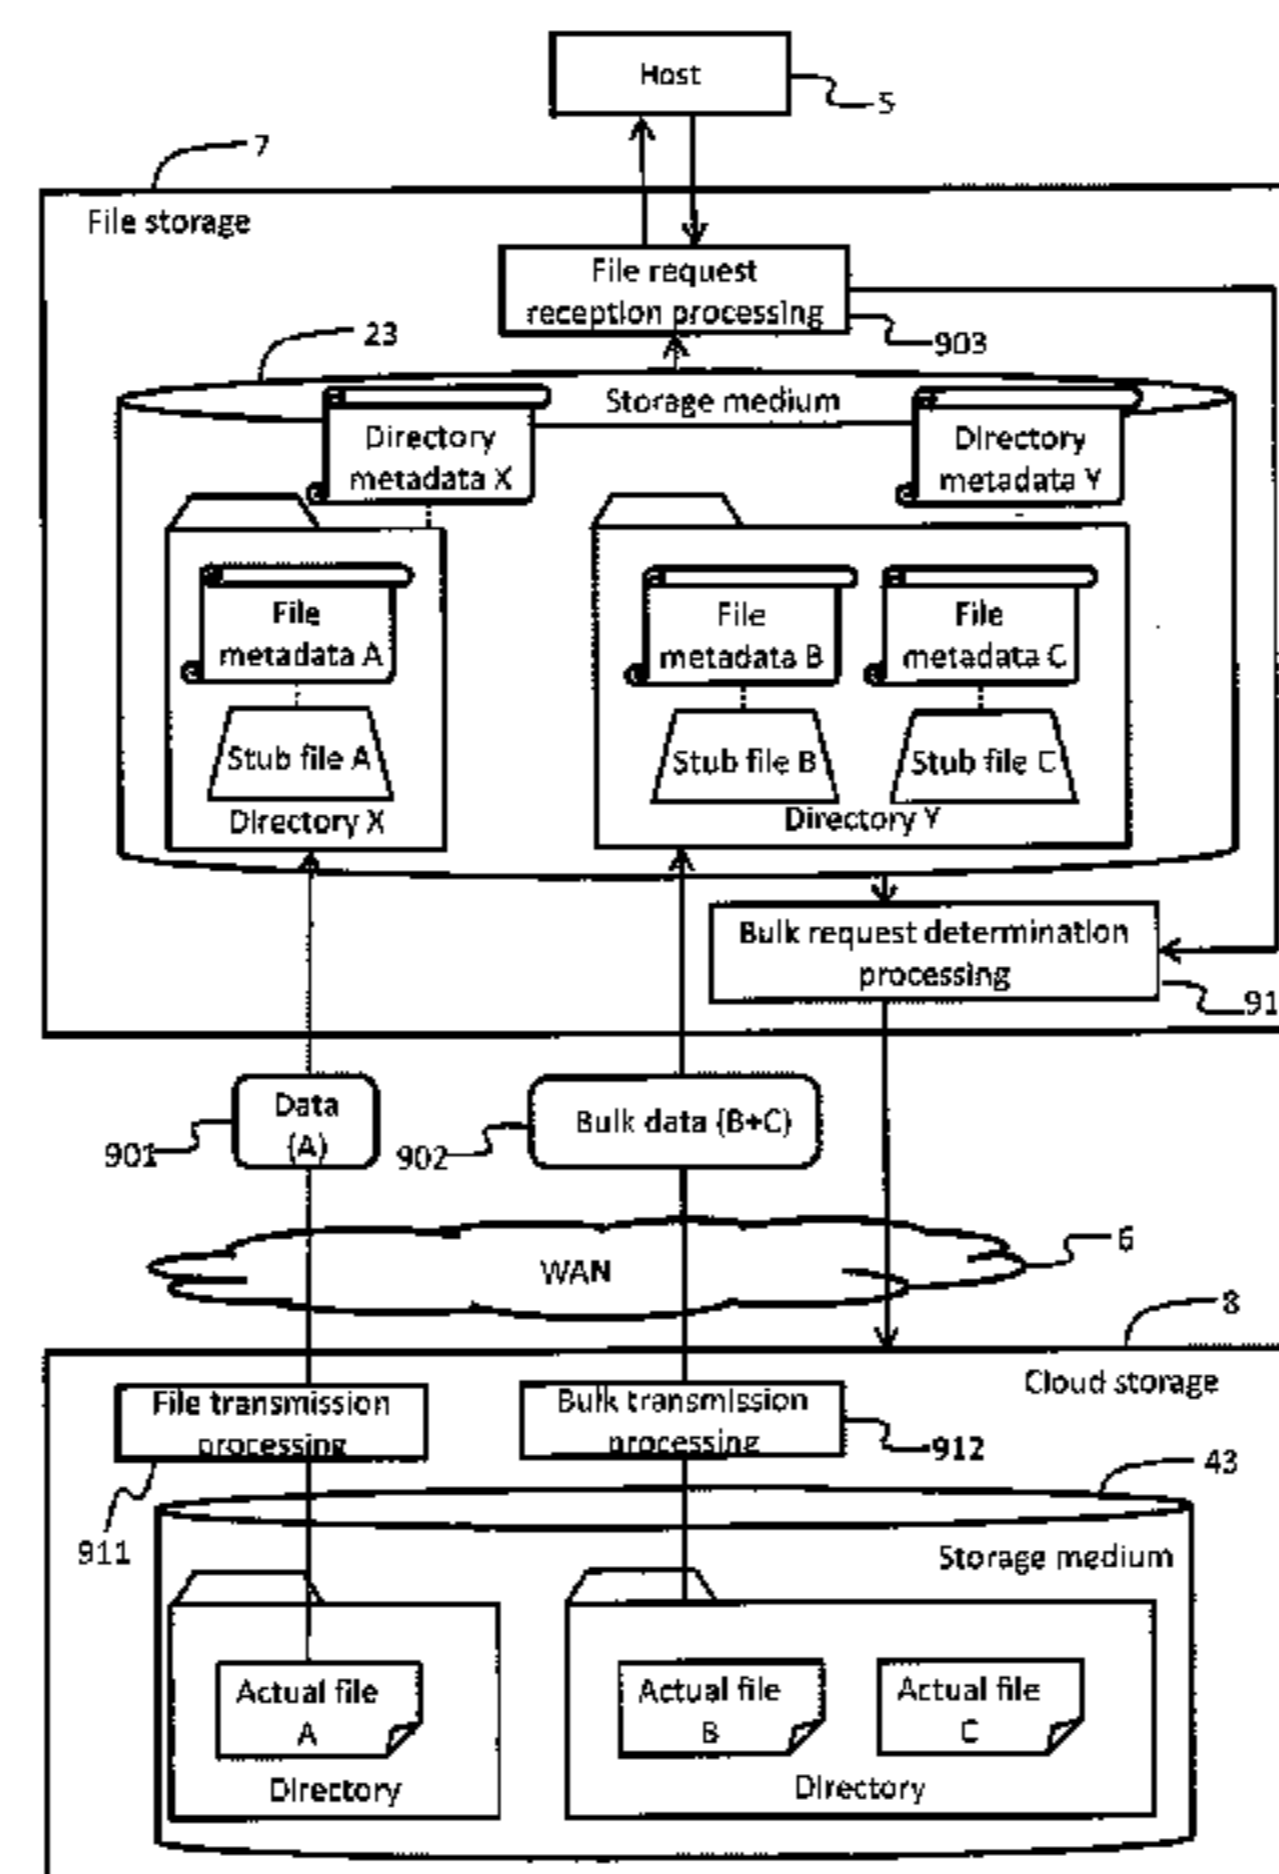 Host
5
7
File storage
File request
reception processing
903
23
Storage medium
Directory
metadata X
Directory
metadata Y
File
metadata A
File
metadata B
File
metadata C
Stub file A
Stub file B
Stub file C
Directory X
Directory Y
Bulk request determination
processing
91
Data
(A)
901
Bulk data (B+C)
902
WAN
6
8
Cloud storage
File transmission
processing
Bulk transmission
processing
912
911
43
Storage medium
Actual file
A
Actual file
B
Actual file
C
Directory
Directory